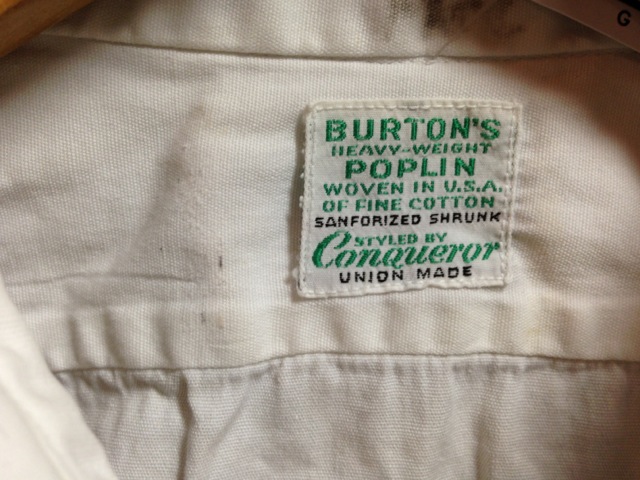 G
BURTON'S
HEAVY-WEIGHT
POPLIN
WOVEN IN U.S.A.
OF FINE COTTON
SANFORIZED SHRUNK
STYLED BY
Conqueror
UNION MADE